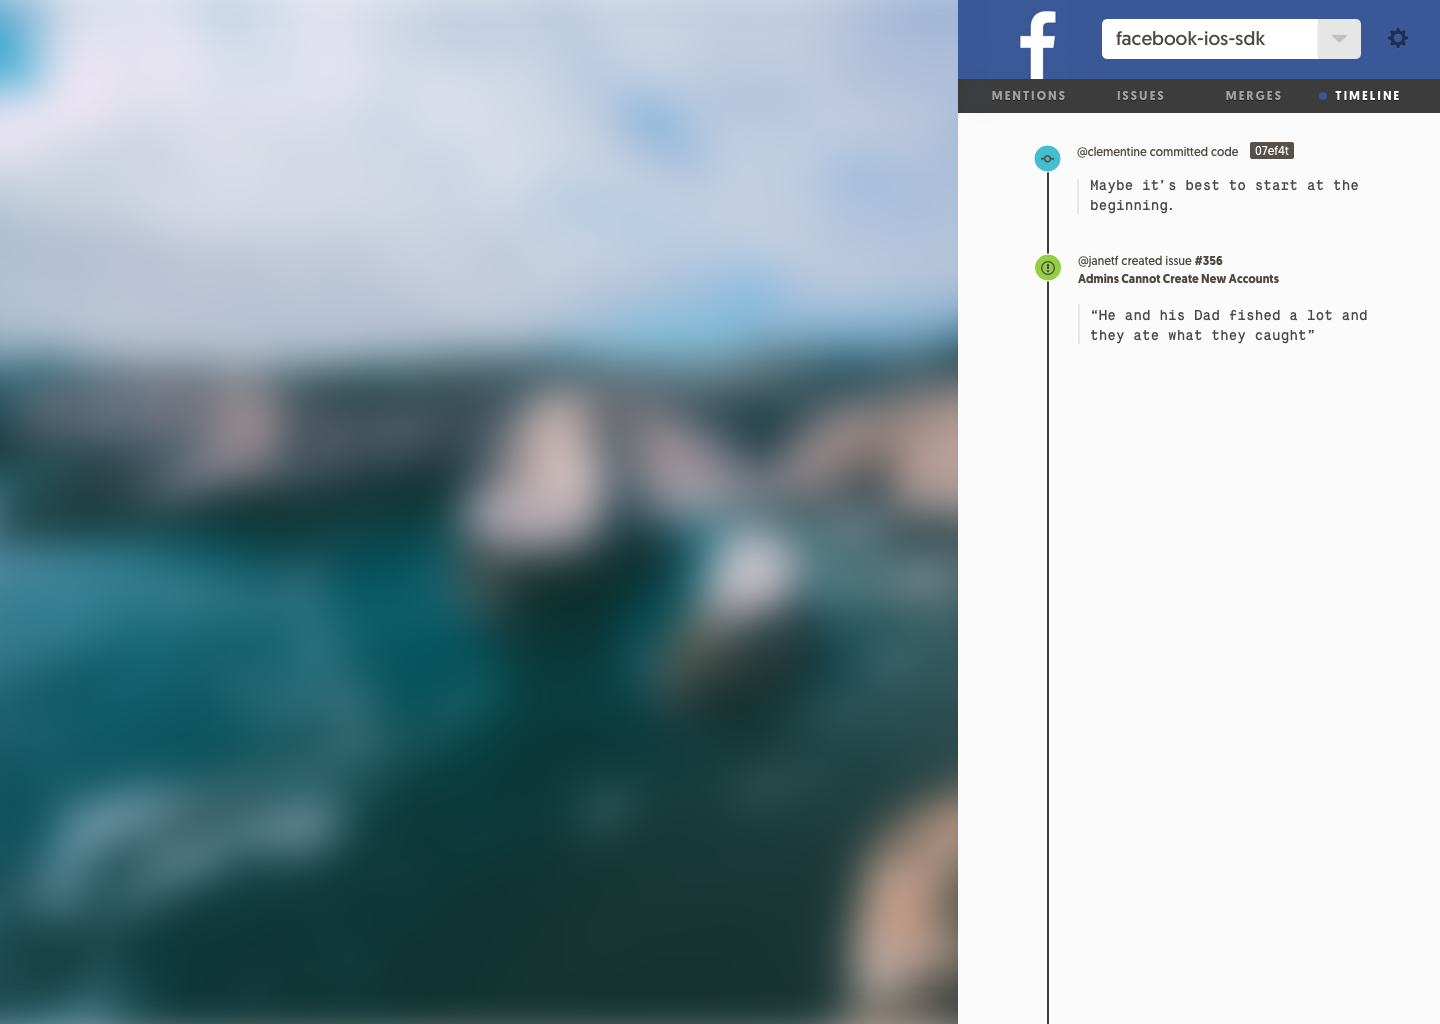 facebook-ios-sdk
MENTIONS ISSUES MERGES TIMELINE
@clementine committed code 07ef4t
Maybe it’s best to start at the
beginning.
@janetf created issue #356
Admins Cannot Create New Accounts
“He and his Dad fished a lot and
they ate what they caught”